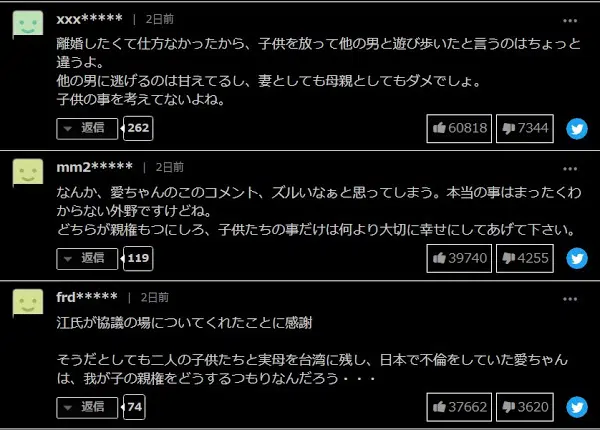 xxx***** | 2日前
離婚したくて仕方なかったから、子供を放って他の男と遊び歩いたと言うのはちょっと
違うよ。
他の男に逃げるのは甘えてるし、妻としても母親としてもダメでしょ。
子供の事を考えてないよね。
返信 262 60818 7344
mm2***** | 2日前
なんか、愛ちゃんのこのコメント、ズルいなぁと思ってしまう。本当の事はまったくわ
からない外野ですけどね。
どちらが親権もつにしろ、子供たちの事だけは何より大切に幸せにしてあげて下さい。
返信 119 39740 4255
frd***** | 2日前
江氏が協議の場についてくれたことに感謝
そうだとしても二人の子供たちと実母を台湾に残し、日本で不倫をしていた愛ちゃん
は、我が子の親権をどうするつもりなんだろう・・・
返信 74 37662 3620